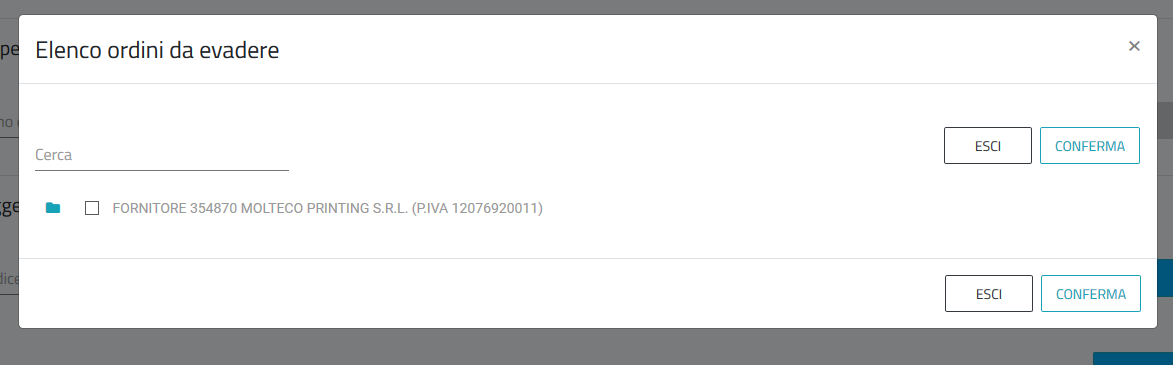 Elenco ordini da evadere
×
Cerca
ESCI
CONFERMA
FORNITORE 354870 MOLTECO PRINTING S.R.L. (P.IVA 12076920011)
ESCI
CONFERMA